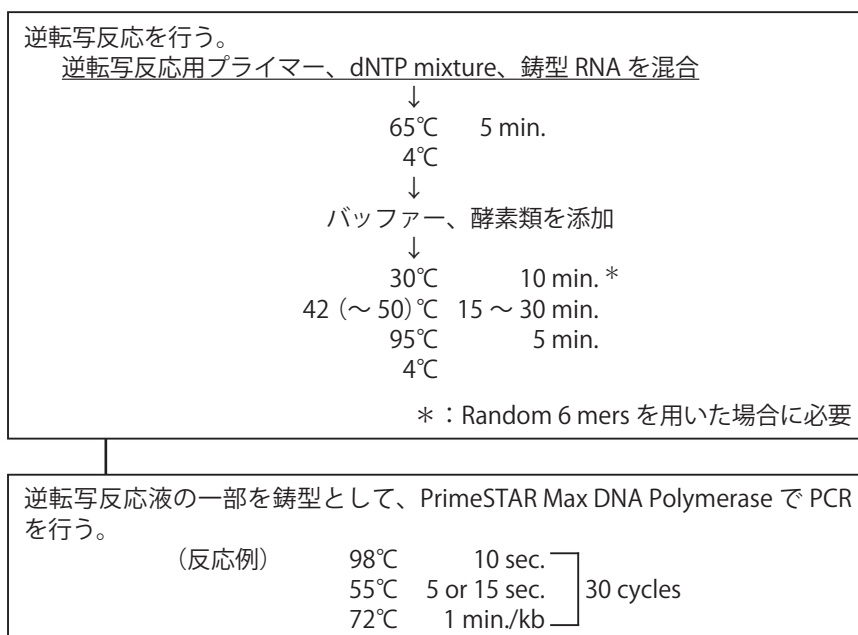 逆転写反応を行う。
逆転写反応用プライマー、dNTP mixture、鋳型 RNA を混合
↓
65℃ 5 min.
4℃
↓
バッファー、酵素類を添加
↓
30℃ 10 min.＊
42（～ 50）℃ 15 ～ 30 min.
95℃ 5 min.
4℃
＊：Random 6 mers を用いた場合に必要
逆転写反応液の一部を鋳型として、PrimeSTAR Max DNA Polymerase で PCR
を行う。
（反応例） 98℃ 10 sec.
55℃ 5 or 15 sec. 30 cycles
72℃ 1 min./kb